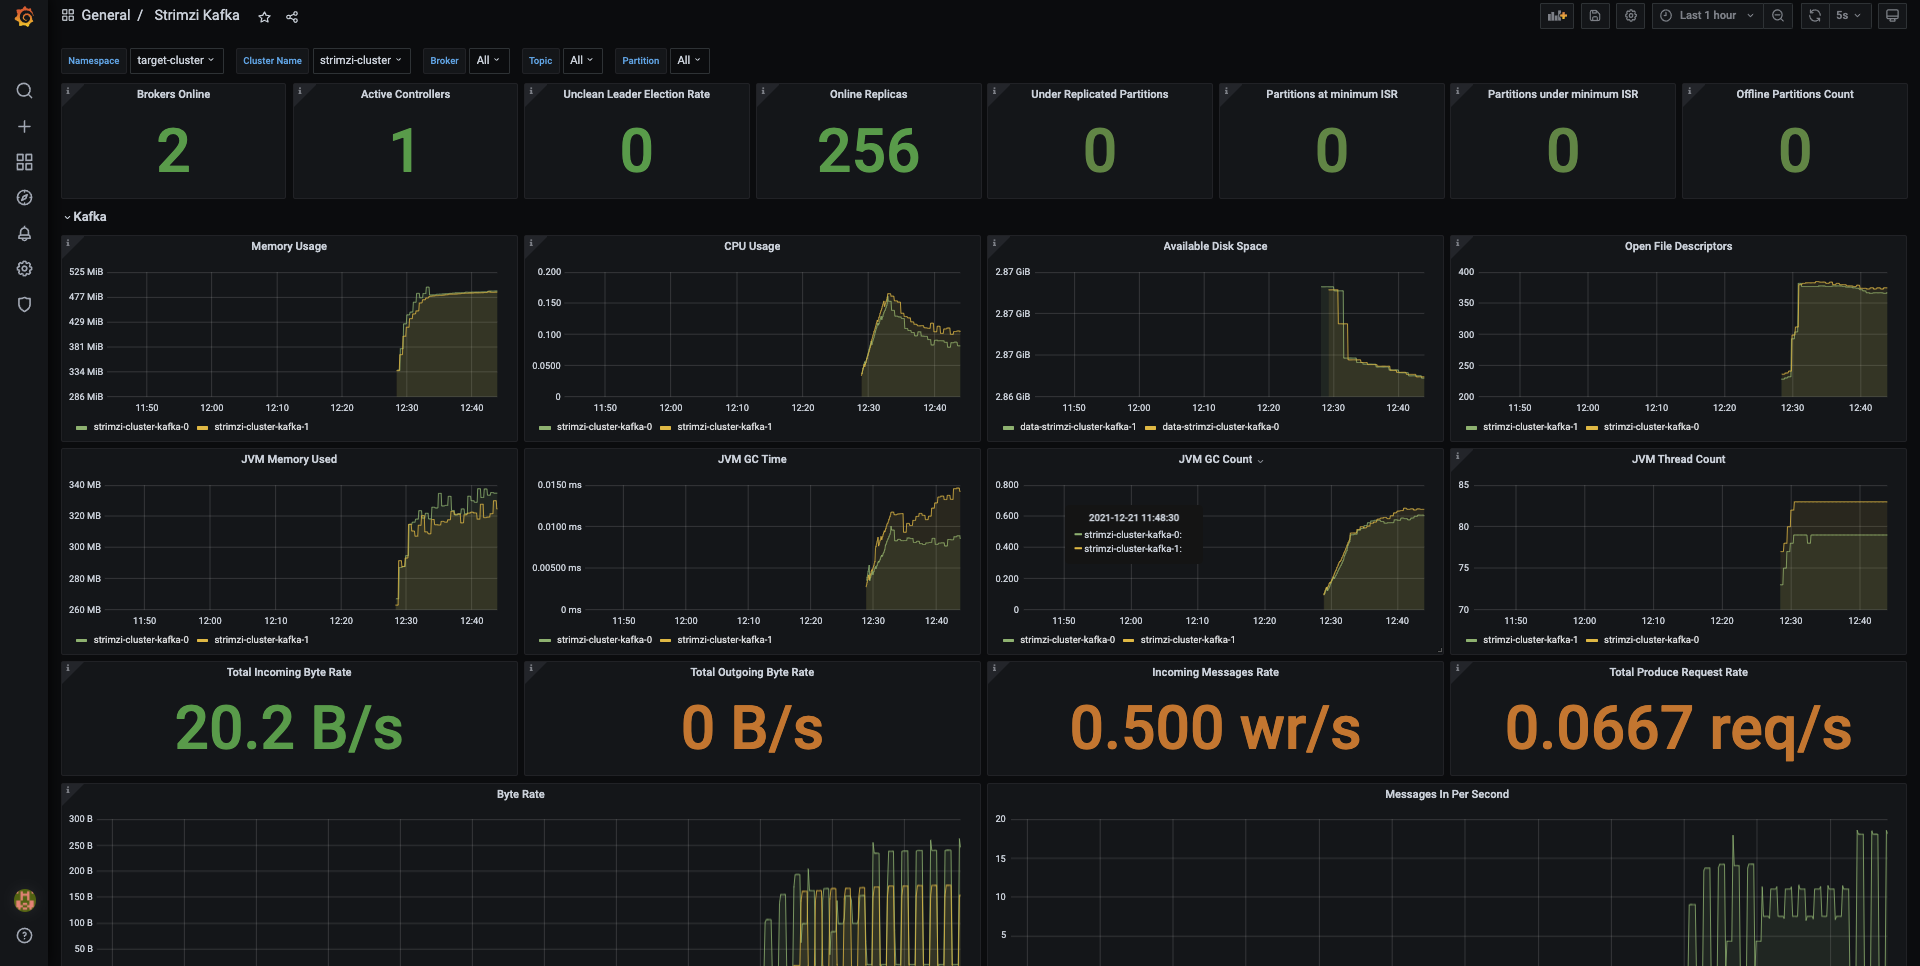 General / Strimzi Kafka
Last 1 hour
5s
Namespace target-cluster Cluster Name strimzi-cluster Broker All Topic All Partition All
Brokers Online
2
Active Controllers
1
Unclean Leader Election Rate
0
Online Replicas
256
Under Replicated Partitions
0
Partitions at minimum ISR
0
Partitions under minimum ISR
0
Offline Partitions Count
0
Kafka
Memory Usage
525 MiB
477 MiB
429 MiB
381 MiB
334 MiB
286 MiB
11:50 12:00 12:10 12:20 12:30 12:40
strimzi-cluster-kafka-0 strimzi-cluster-kafka-1
CPU Usage
0.200
0.150
0.100
0.0500
0
11:50 12:00 12:10 12:20 12:30 12:40
strimzi-cluster-kafka-0 strimzi-cluster-kafka-1
Available Disk Space
2.87 GiB
2.87 GiB
2.87 GiB
2.86 GiB
11:50 12:00 12:10 12:20 12:30 12:40
data-strimzi-cluster-kafka-1 data-strimzi-cluster-kafka-0
Open File Descriptors
400
350
300
250
200
11:50 12:00 12:10 12:20 12:30 12:40
strimzi-cluster-kafka-1 strimzi-cluster-kafka-0
JVM Memory Used
340 MB
320 MB
300 MB
280 MB
260 MB
11:50 12:00 12:10 12:20 12:30 12:40
strimzi-cluster-kafka-0 strimzi-cluster-kafka-1
JVM GC Time
0.0150 ms
0.0100 ms
0.00500 ms
0 ms
11:50 12:00 12:10 12:20 12:30 12:40
strimzi-cluster-kafka-0 strimzi-cluster-kafka-1
JVM GC Count
0.800
0.600
0.400
0.200
0
2021-12-21 11:48:30
strimzi-cluster-kafka-0:
strimzi-cluster-kafka-1:
11:50 12:00 12:10 12:20 12:30 12:40
strimzi-cluster-kafka-0 strimzi-cluster-kafka-1
JVM Thread Count
85
80
75
70
11:50 12:00 12:10 12:20 12:30 12:40
strimzi-cluster-kafka-1 strimzi-cluster-kafka-0
Total Incoming Byte Rate
20.2 B/s
Total Outgoing Byte Rate
0 B/s
Incoming Messages Rate
0.500 wr/s
Total Produce Request Rate
0.0667 req/s
Byte Rate
300 B
250 B
200 B
150 B
100 B
50 B
Messages In Per Second
20
15
10
5